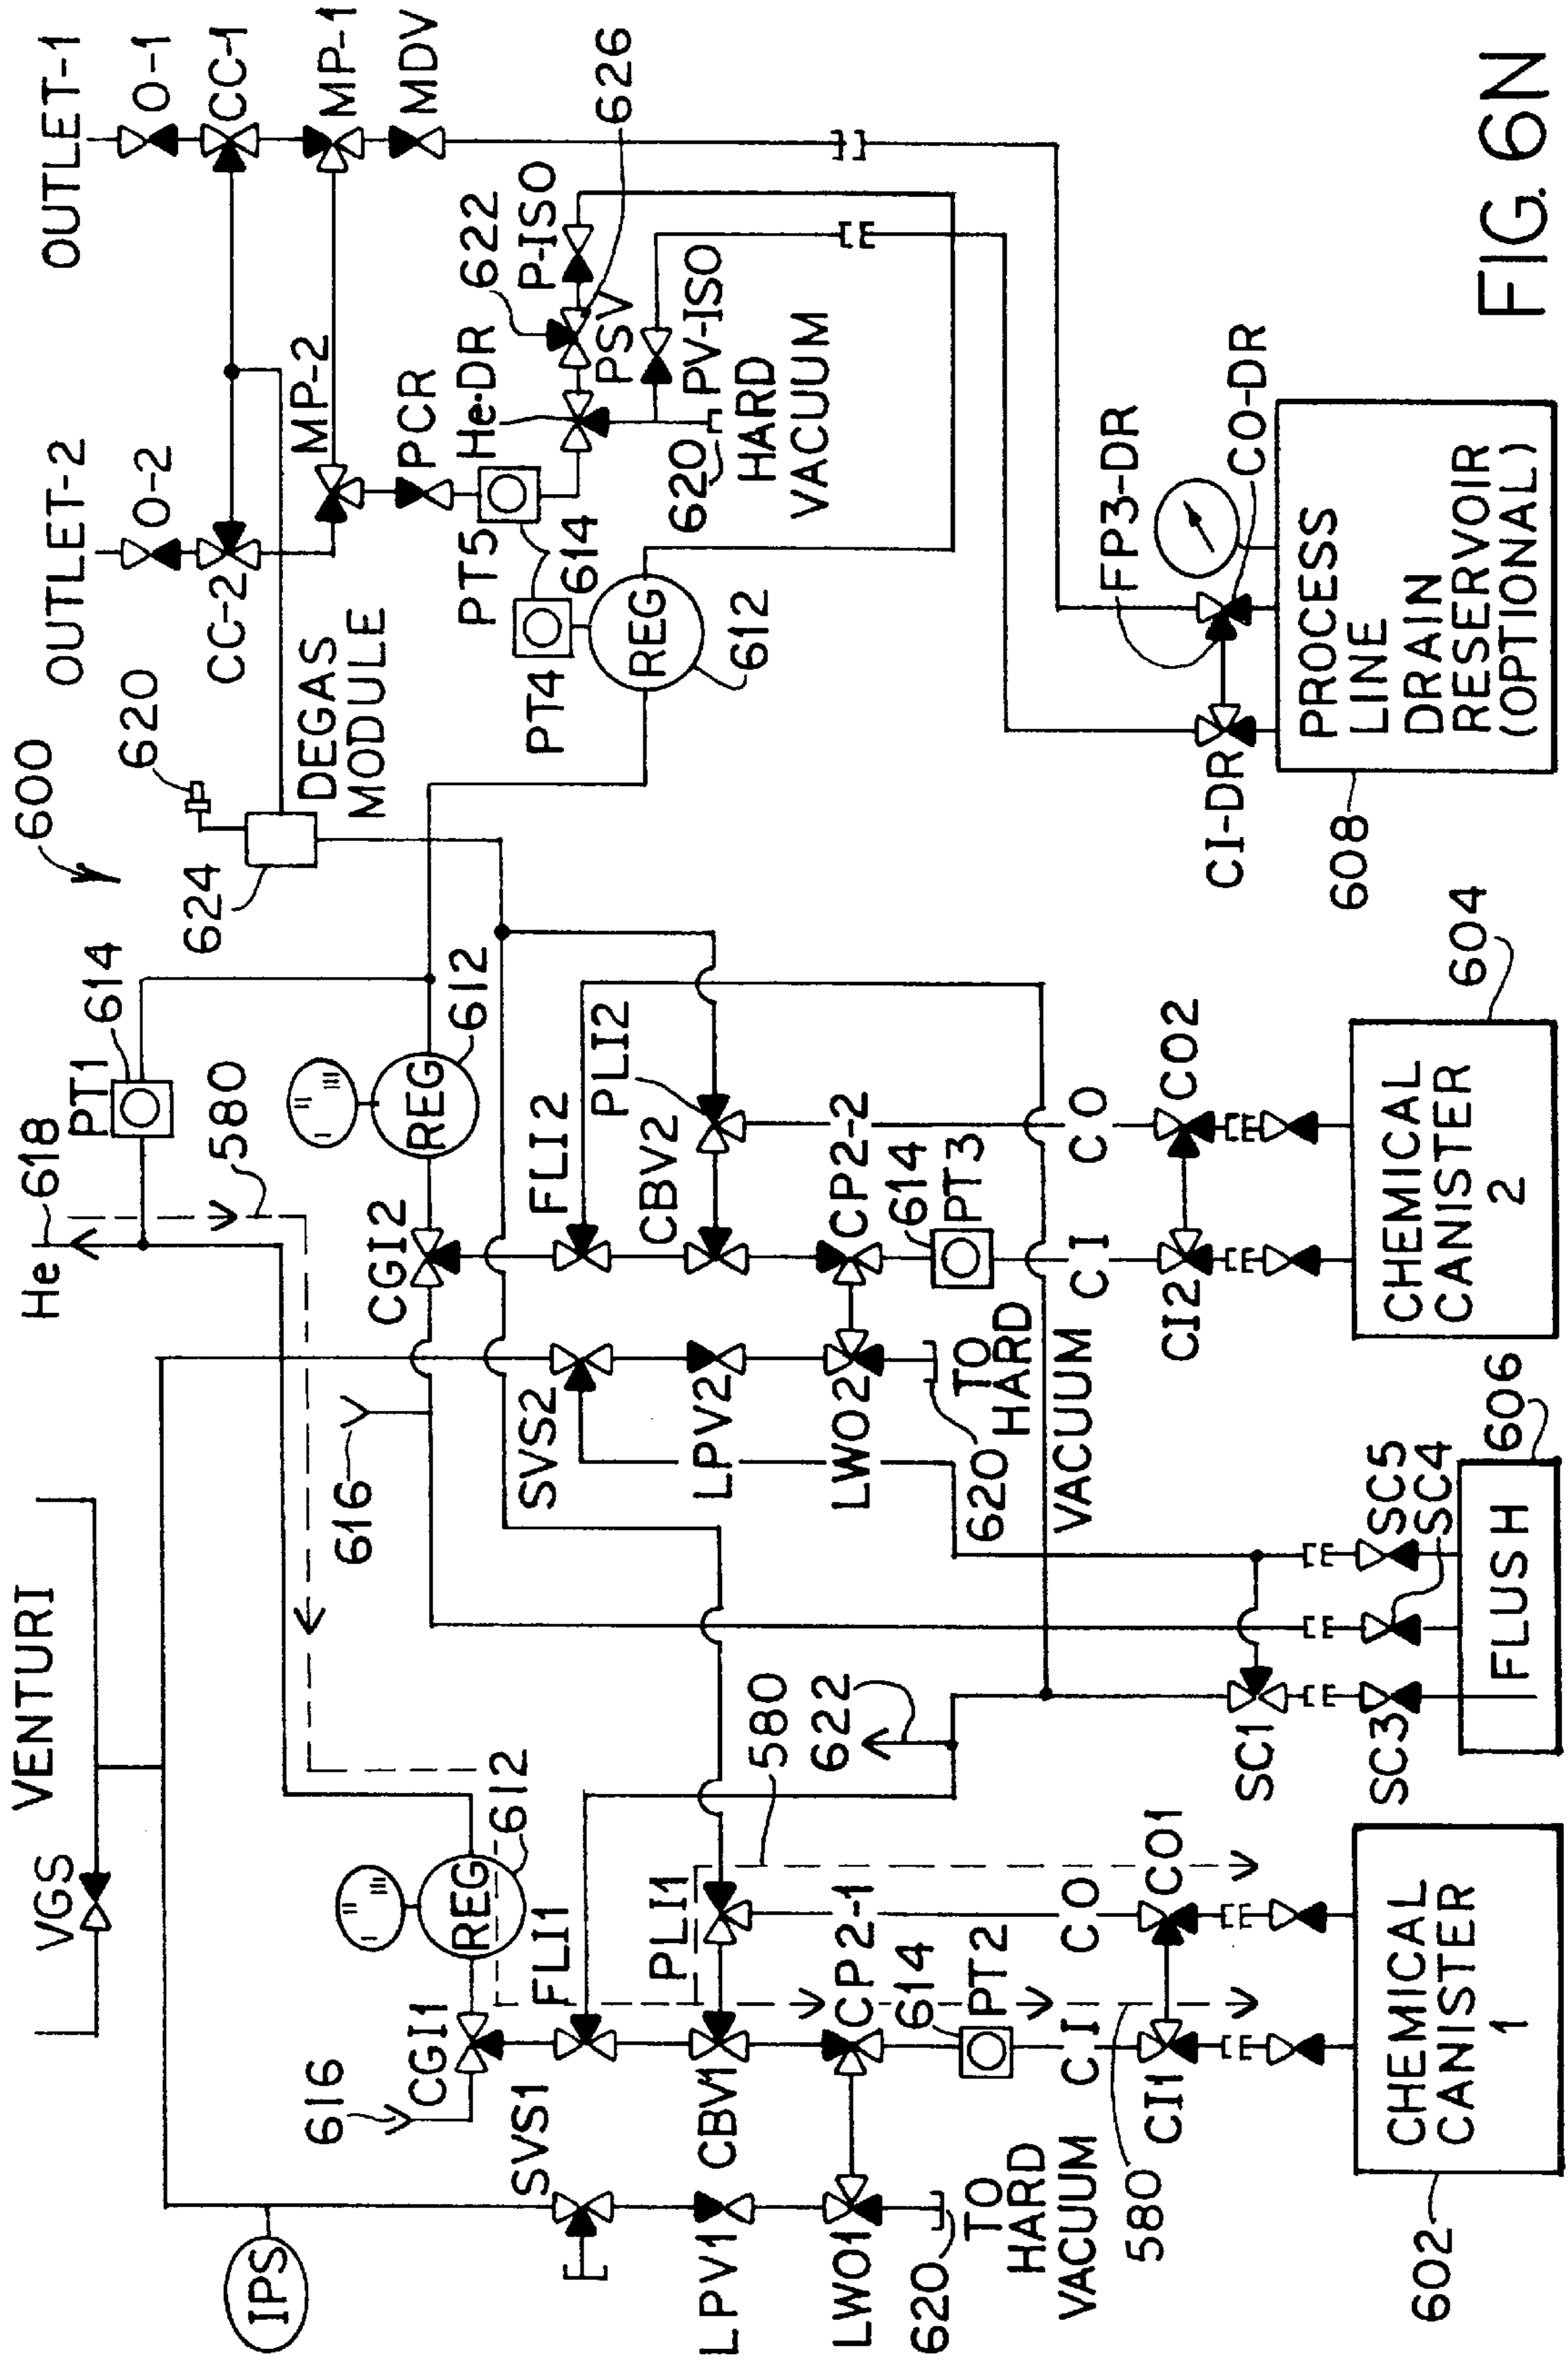 OUTLET-1
O-1
CC-1
MP-1
MDV
626
OUTLET-2
O-2
CC-2
MP-2
PCR
He-DR
622
P-ISO
PSV
PV-ISO
620
HARD
VACUUM
PT5
614
PT4
REG
612
600
620
624
DEGAS
MODULE
FP3-DR
CO-DR
CI-DR
608
PROCESS
LINE
DRAIN
RESERVOIR
(OPTIONAL)
FIG. 6N
614
PT1
618
He
580
REG
612
CGI2
FLI2
PLI2
CBV2
CP2-2
614
PT3
CO
CI
CO2
CI2
604
CHEMICAL
CANISTER
2
VENTURI
VGS
616
SVS2
LPV2
LWO2
620
TO
HARD
VACUUM
606
SC5
SC4
FLUSH
SC1
SC3
580
622
REG
612
616
CGI1
FLI1
PLI1
SVS1
CBV1
CP2-1
614
PT2
CO
CI
CO1
CI1
LPV1
LWO1
620
TO
HARD
VACUUM
580
IPS
CHEMICAL
CANISTER
1
602